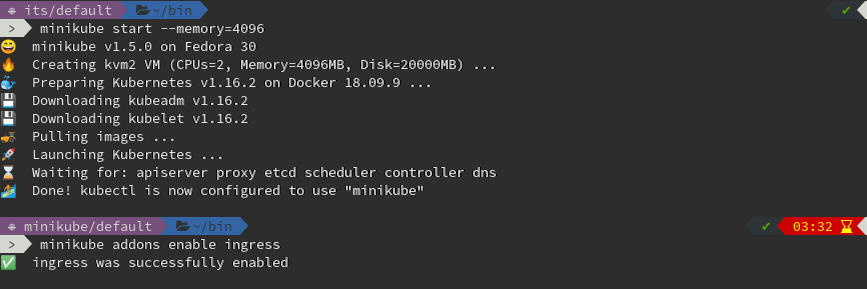 its/default ~/bin ✔
> minikube start --memory=4096
😄 minikube v1.5.0 on Fedora 30
🔥 Creating kvm2 VM (CPUs=2, Memory=4096MB, Disk=20000MB) ...
🐳 Preparing Kubernetes v1.16.2 on Docker 18.09.9 ...
💾 Downloading kubeadm v1.16.2
💾 Downloading kubelet v1.16.2
🚜 Pulling images ...
🚀 Launching Kubernetes ...
⌛ Waiting for: apiserver proxy etcd scheduler controller dns
🏄 Done! kubectl is now configured to use "minikube"
minikube/default ~/bin ✔ 03:32
> minikube addons enable ingress
✅ ingress was successfully enabled